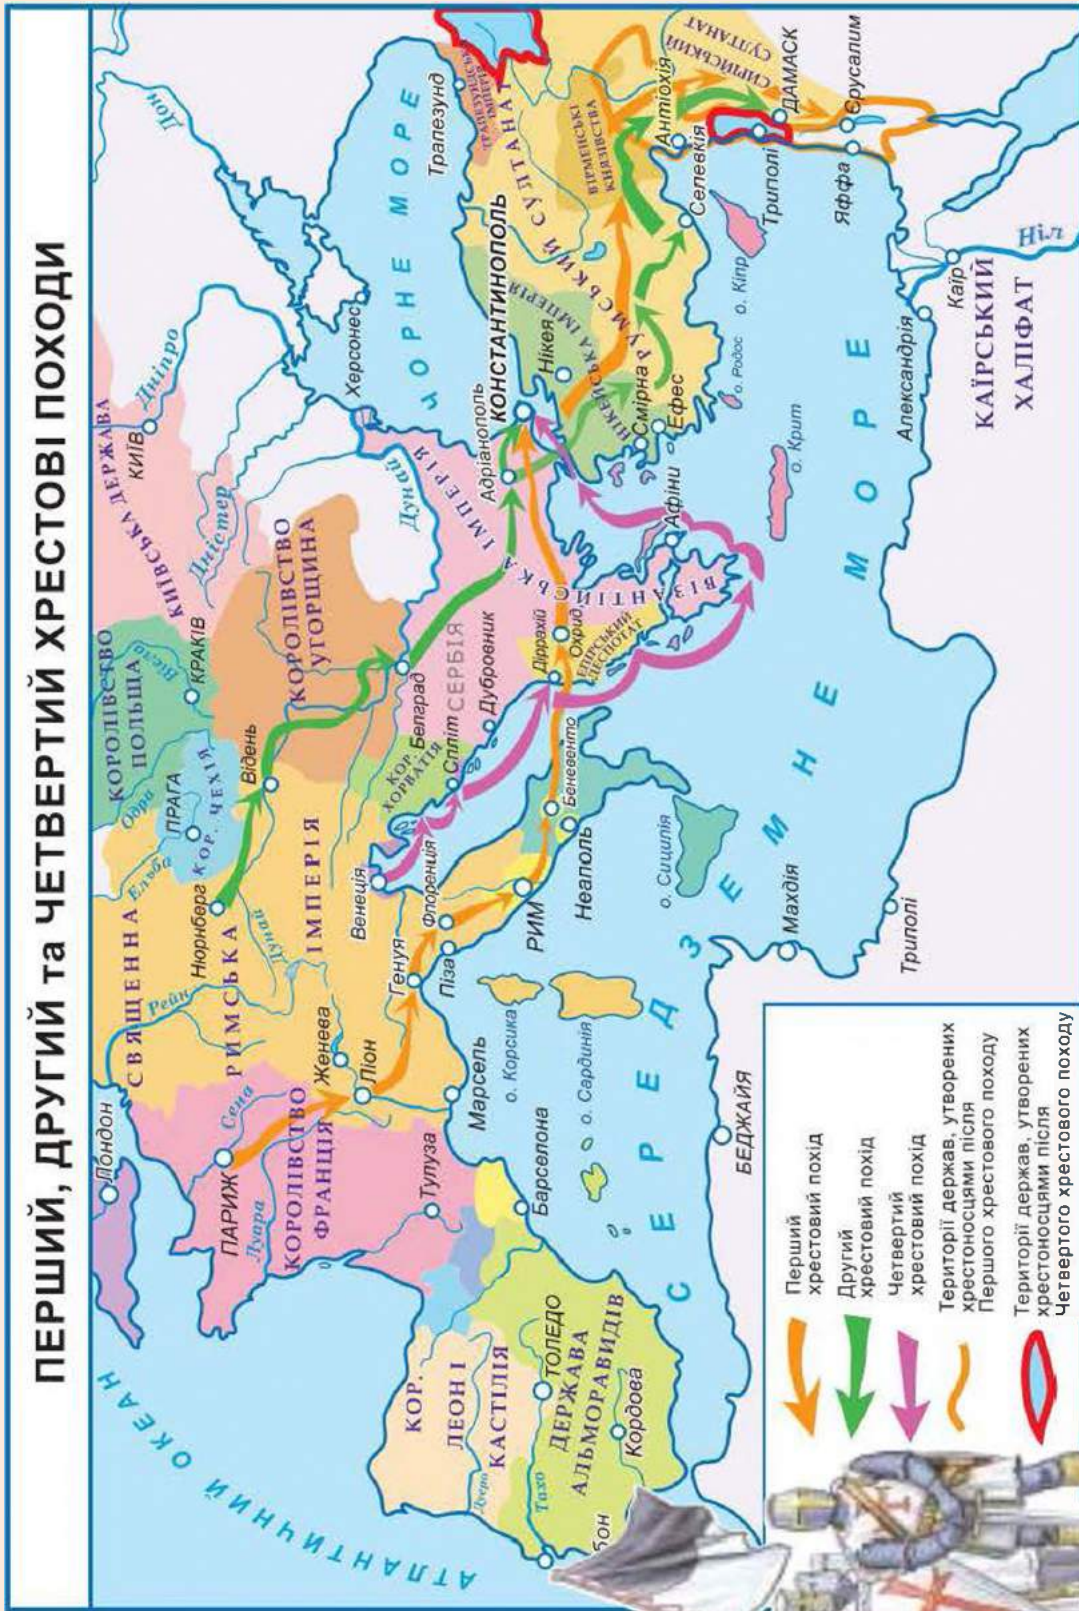 ПЕРШИЙ, ДРУГИЙ та ЧЕТВЕРТИЙ ХРЕСТОВІ ПОХОДИ
АТЛАНТИЧНИЙ ОКЕАН
Лондон
ПАРИЖ
Сена
Луара
КОРОЛІВСТВО
ФРАНЦІЯ
Тулуза
Женева
Ліон
Марсель
СВЯЩЕННА
РИМСЬКА
ІМПЕРІЯ
Рейн
Ельба
Одра
Дунай
Нюрнберг
ПРАГА
КОР. ЧЕХІЯ
Відень
КОРОЛІВСТВО
ПОЛЬЩА
Вісла
КРАКІВ
КОРОЛІВСТВО
УГОРЩИНА
КИЇВСЬКА ДЕРЖАВА
КИЇВ
Дніпро
Дністер
Дон
Дунай
Херсонес
ЧОРНЕ МОРЕ
Трапезунд
ТРАПЕЗУНДСЬКА
ІМПЕРІЯ
КОР.
ЛЕОН І
КАСТІЛІЯ
Дуеро
Тахо
ТОЛЕДО
ДЕРЖАВА
АЛЬМОРАВИДІВ
Кордова
бон
Барселона
Генуя
Піза
Флоренція
Венеція
РИМ
Неаполь
Беневенто
о. Корсика
о. Сардинія
о. Сицилія
КОР.
ХОРВАТІЯ
Спліт
Белград
СЕРБІЯ
Дубровник
Діррахій
Охрид
ЕПІРСЬКИЙ
ДЕСПОТАТ
ВІЗАНТІЙСЬКА ІМПЕРІЯ
Адріанополь
КОНСТАНТИНОПОЛЬ
Афіни
НІКЕЙСЬКА ІМПЕРІЯ
Нікея
Смірна
Ефес
РУМСЬКИЙ СУЛТАНАТ
ВІРМЕНСЬКІ
КНЯЗІВСТВА
Антіохія
Селевкія
СИРІЙСЬКИЙ
СУЛТАНАТ
Триполі
ДАМАСК
Єрусалим
Яффа
о. Кіпр
о. Родос
о. Крит
СЕРЕДЗЕМНЕ МОРЕ
БЕДЖАЙЯ
Махдія
Триполі
Александрія
Каїр
Ніл
КАЇРСЬКИЙ
ХАЛІФАТ
Перший
хрестовий похід
Другий
хрестовий похід
Четвертий
хрестовий похід
Території держав, утворених
хрестоносцями після
Першого хрестового походу
Території держав, утворених
хрестоносцями після
Четвертого хрестового походу